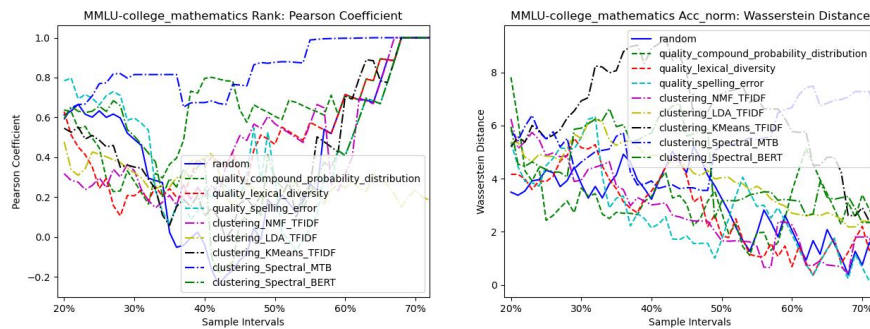 MMLU-college_mathematics Rank: Pearson Coefficient
1.0
0.8
0.6
0.4
0.2
0.0
−0.2
Pearson Coefficient
random
quality_compound_probability_distribution
quality_lexical_diversity
quality_spelling_error
clustering_NMF_TFIDF
clustering_LDA_TFIDF
clustering_KMeans_TFIDF
clustering_Spectral_MTB
clustering_Spectral_BERT
20% 30% 40% 50% 60% 70%
Sample Intervals
MMLU-college_mathematics Acc_norm: Wasserstein Distance
8
6
4
2
0
Wasserstein Distance
random
quality_compound_probability_distribution
quality_lexical_diversity
quality_spelling_error
clustering_NMF_TFIDF
clustering_LDA_TFIDF
clustering_KMeans_TFIDF
clustering_Spectral_MTB
clustering_Spectral_BERT
20% 30% 40% 50% 60% 70%
Sample Intervals